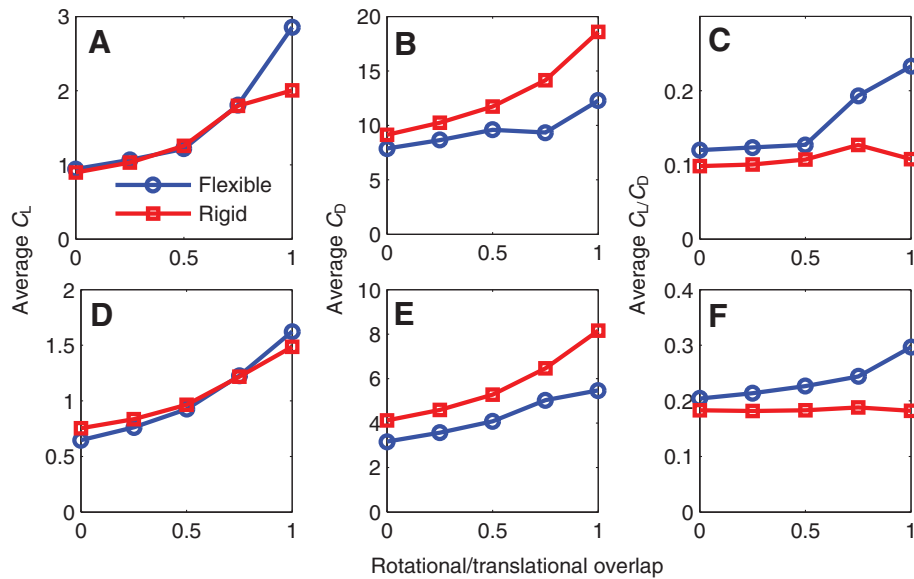 A
B
C
Average C_L
3
2
1
0
Flexible
Rigid
0 0.5 1
Average C_D
20
15
10
5
0
0 0.5 1
Average C_L/C_D
0.2
0.1
0
0 0.5 1
D
E
F
2
1.5
1
0.5
0
0 0.5 1
10
8
6
4
2
0
0 0.5 1
0.4
0.3
0.2
0.1
0
0 0.5 1
Rotational/translational overlap